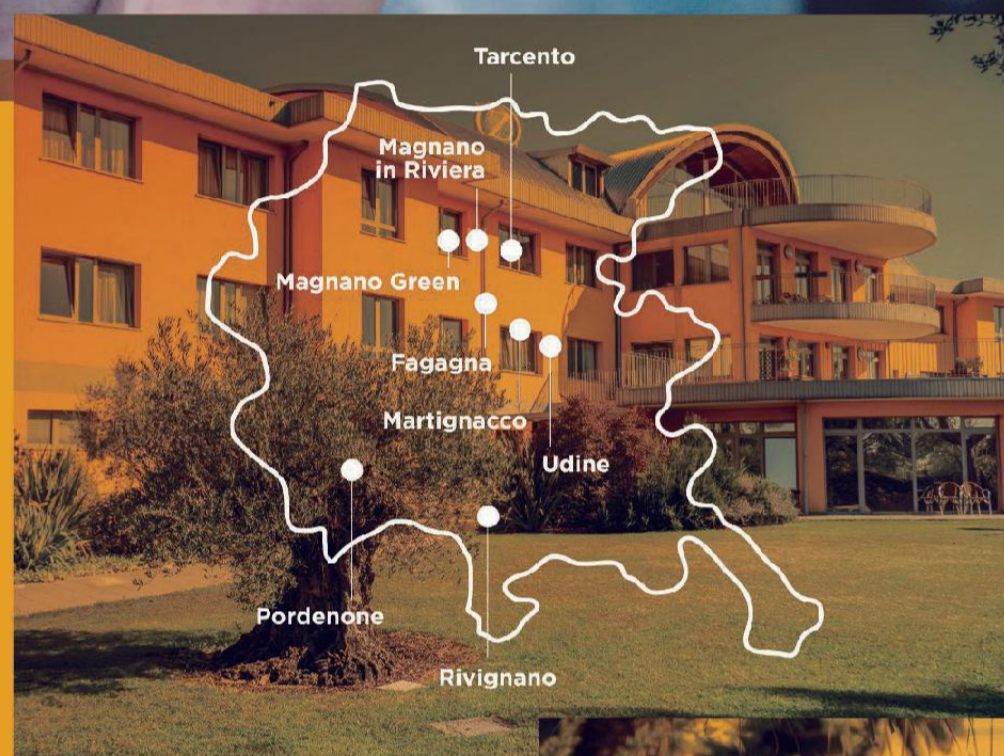 Tarcento
Magnano
in Riviera
Magnano Green
Fagagna
Martignacco
Udine
Pordenone
Rivignano